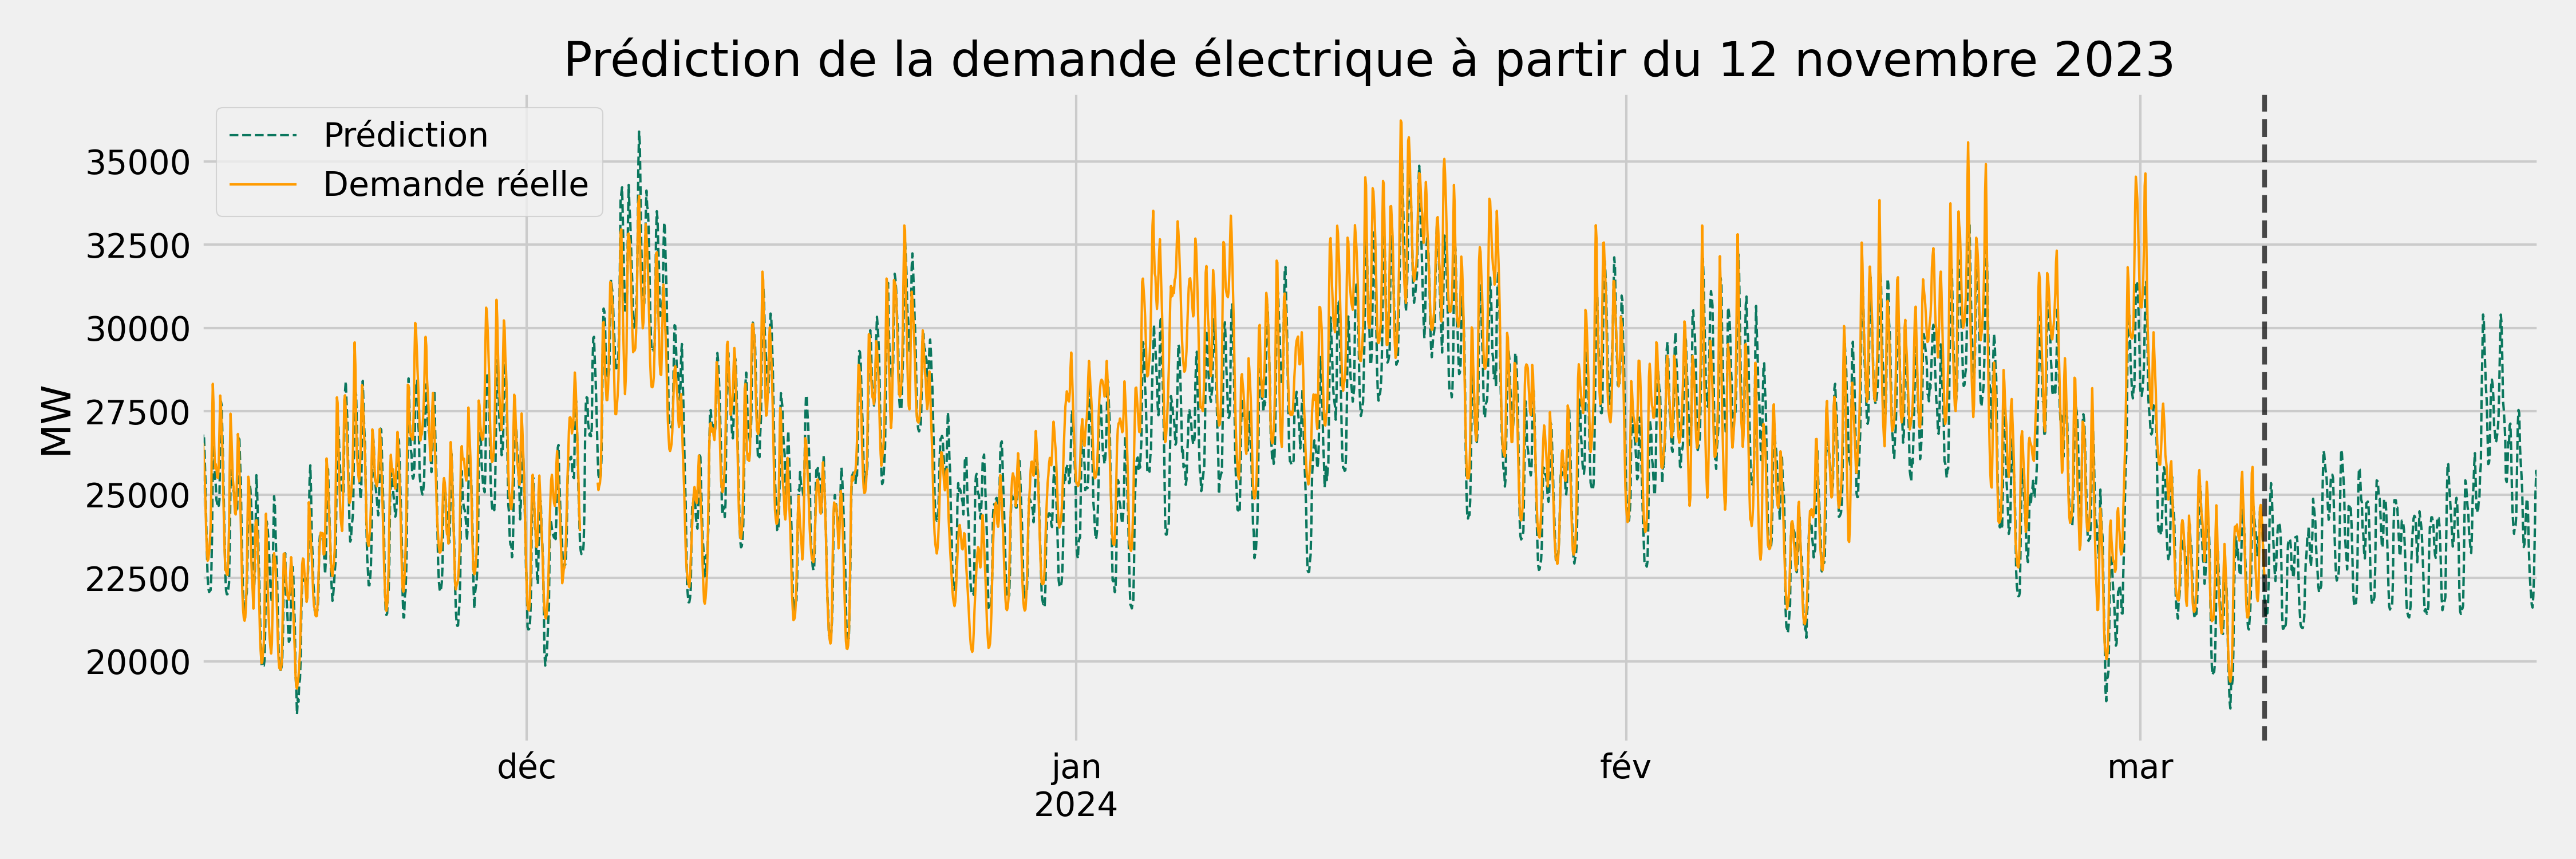 Prédiction de la demande électrique à partir du 12 novembre 2023
Prédiction
Demande réelle
MW
35000
32500
30000
27500
25000
22500
20000
déc
jan
2024
fév
mar